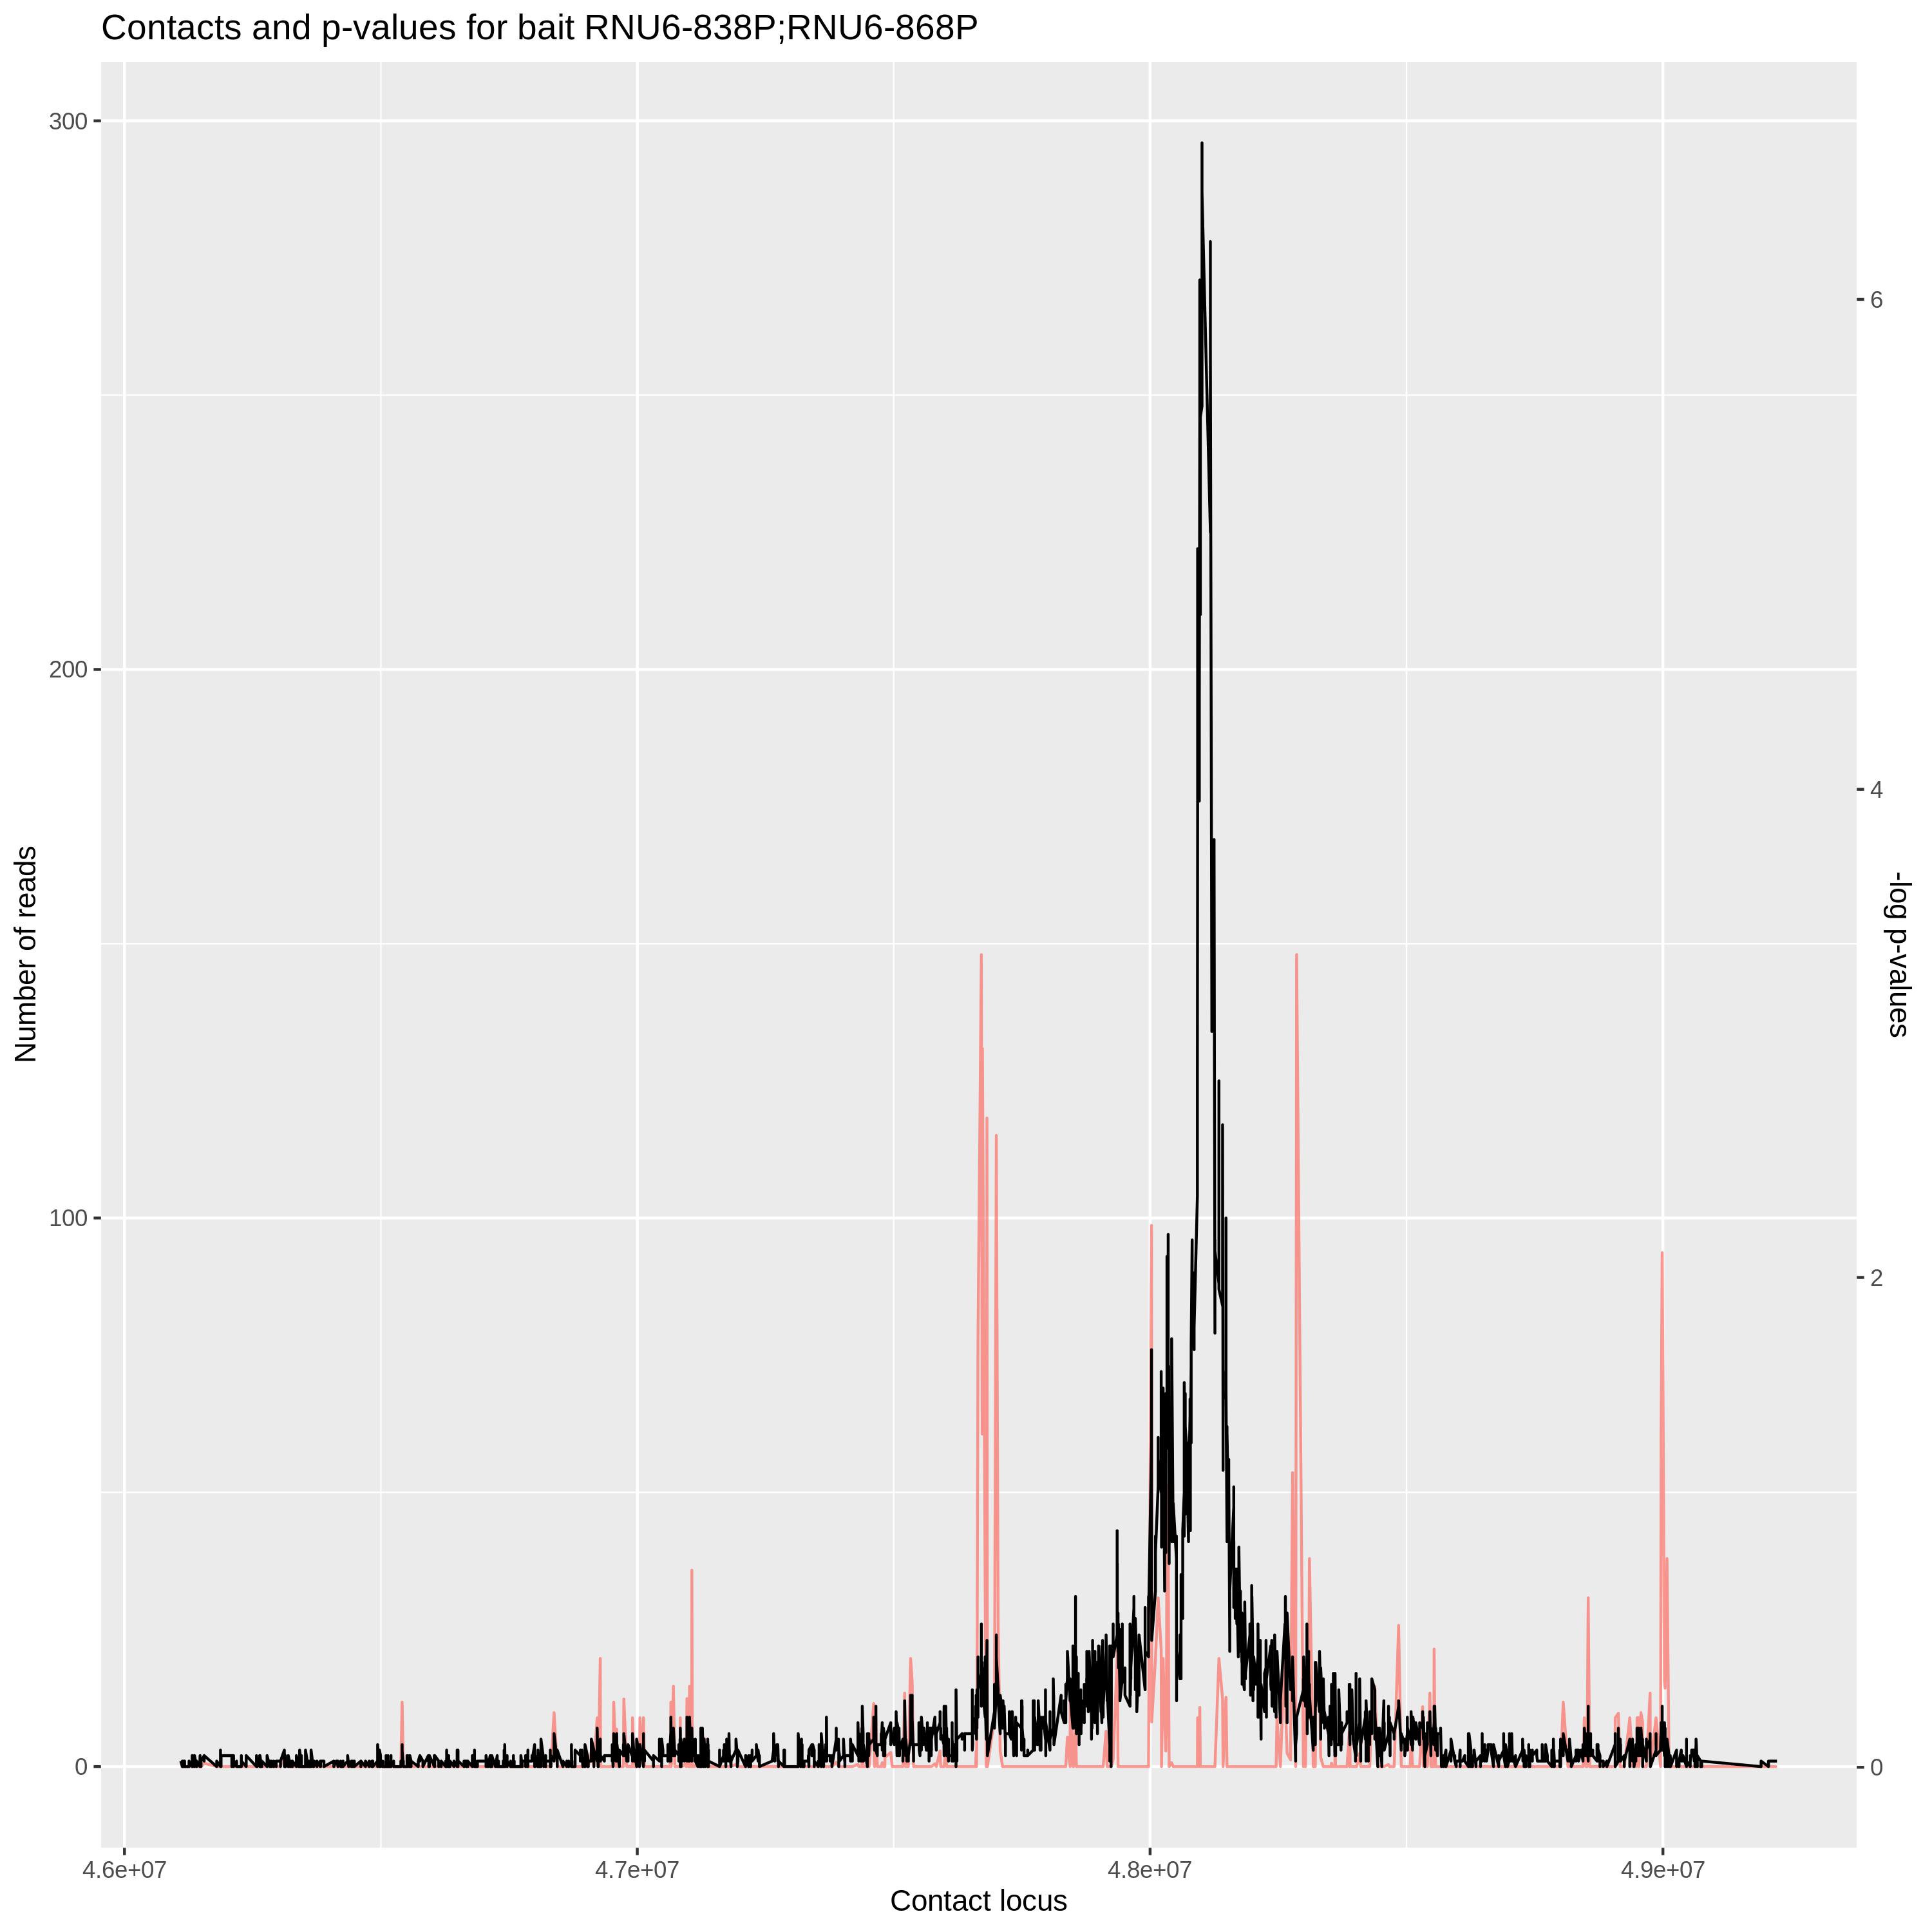 Contacts and p-values for bait RNU6-838P;RNU6-868P
300
200
100
0
Number of reads
6
4
2
0
-log p-values
4.6e+07
4.7e+07
4.8e+07
4.9e+07
Contact locus